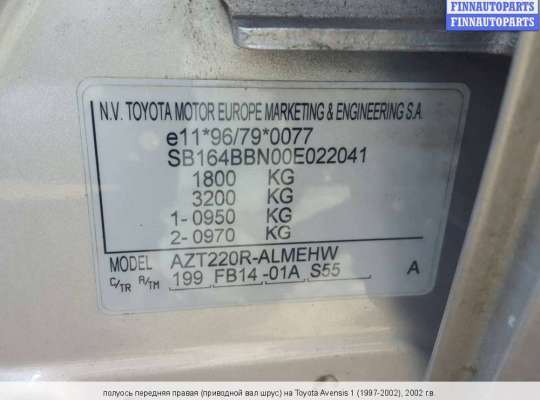 FINNAUTOPARTS
FINNAUTOPARTS
N.V. TOYOTA MOTOR EUROPE MARKETING & ENGINEERING S.A.
e11*96/79*0077
SB164BBN00E022041
1800 KG
3200 KG
1-0950 KG
2-0970 KG
MODEL AZT220R-ALMEHW
C/TR A/TM 199 FB14 -01A S55 A
полуось передняя правая (приводной вал шрус) на Toyota Avensis 1 (1997-2002), 2002 г.в.